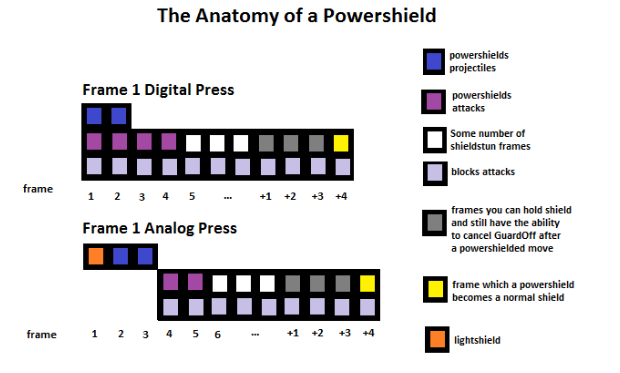 The Anatomy of a Powershield
Frame 1 Digital Press
frame
1 2 3 4 5 ... +1 +2 +3 +4
Frame 1 Analog Press
frame
1 2 3 4 5 6 ... +1 +2 +3 +4
powershields
projectiles
powershields
attacks
Some number of
shieldstun frames
blocks attacks
frames you can hold shield
and still have the ability
to cancel GuardOff after
a powershielded move
frame which a powershield
becomes a normal shield
lightshield